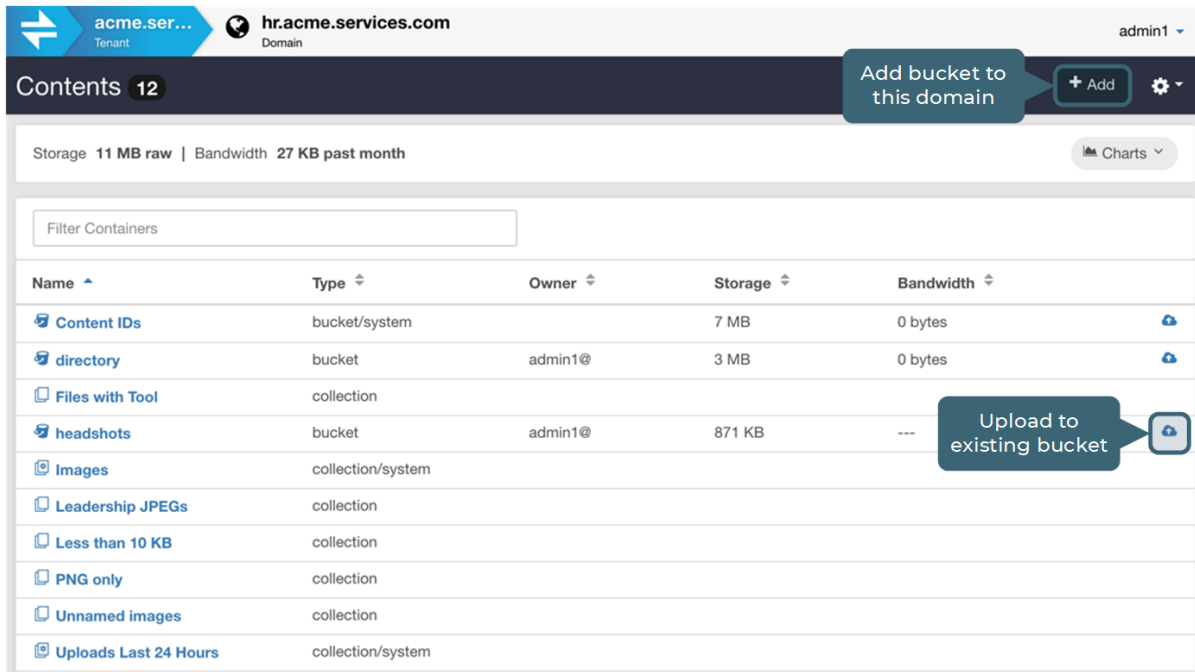 acme.ser...
Tenant
hr.acme.services.com
Domain
admin1
Contents 12
Add bucket to
this domain
+ Add
Storage 11 MB raw | Bandwidth 27 KB past month
Charts
Filter Containers
Name Type Owner Storage Bandwidth
Content IDs bucket/system 7 MB 0 bytes
directory bucket admin1@ 3 MB 0 bytes
Files with Tool collection
headshots bucket admin1@ 871 KB ---
Upload to
existing bucket
Images collection/system
Leadership JPEGs collection
Less than 10 KB collection
PNG only collection
Unnamed images collection
Uploads Last 24 Hours collection/system